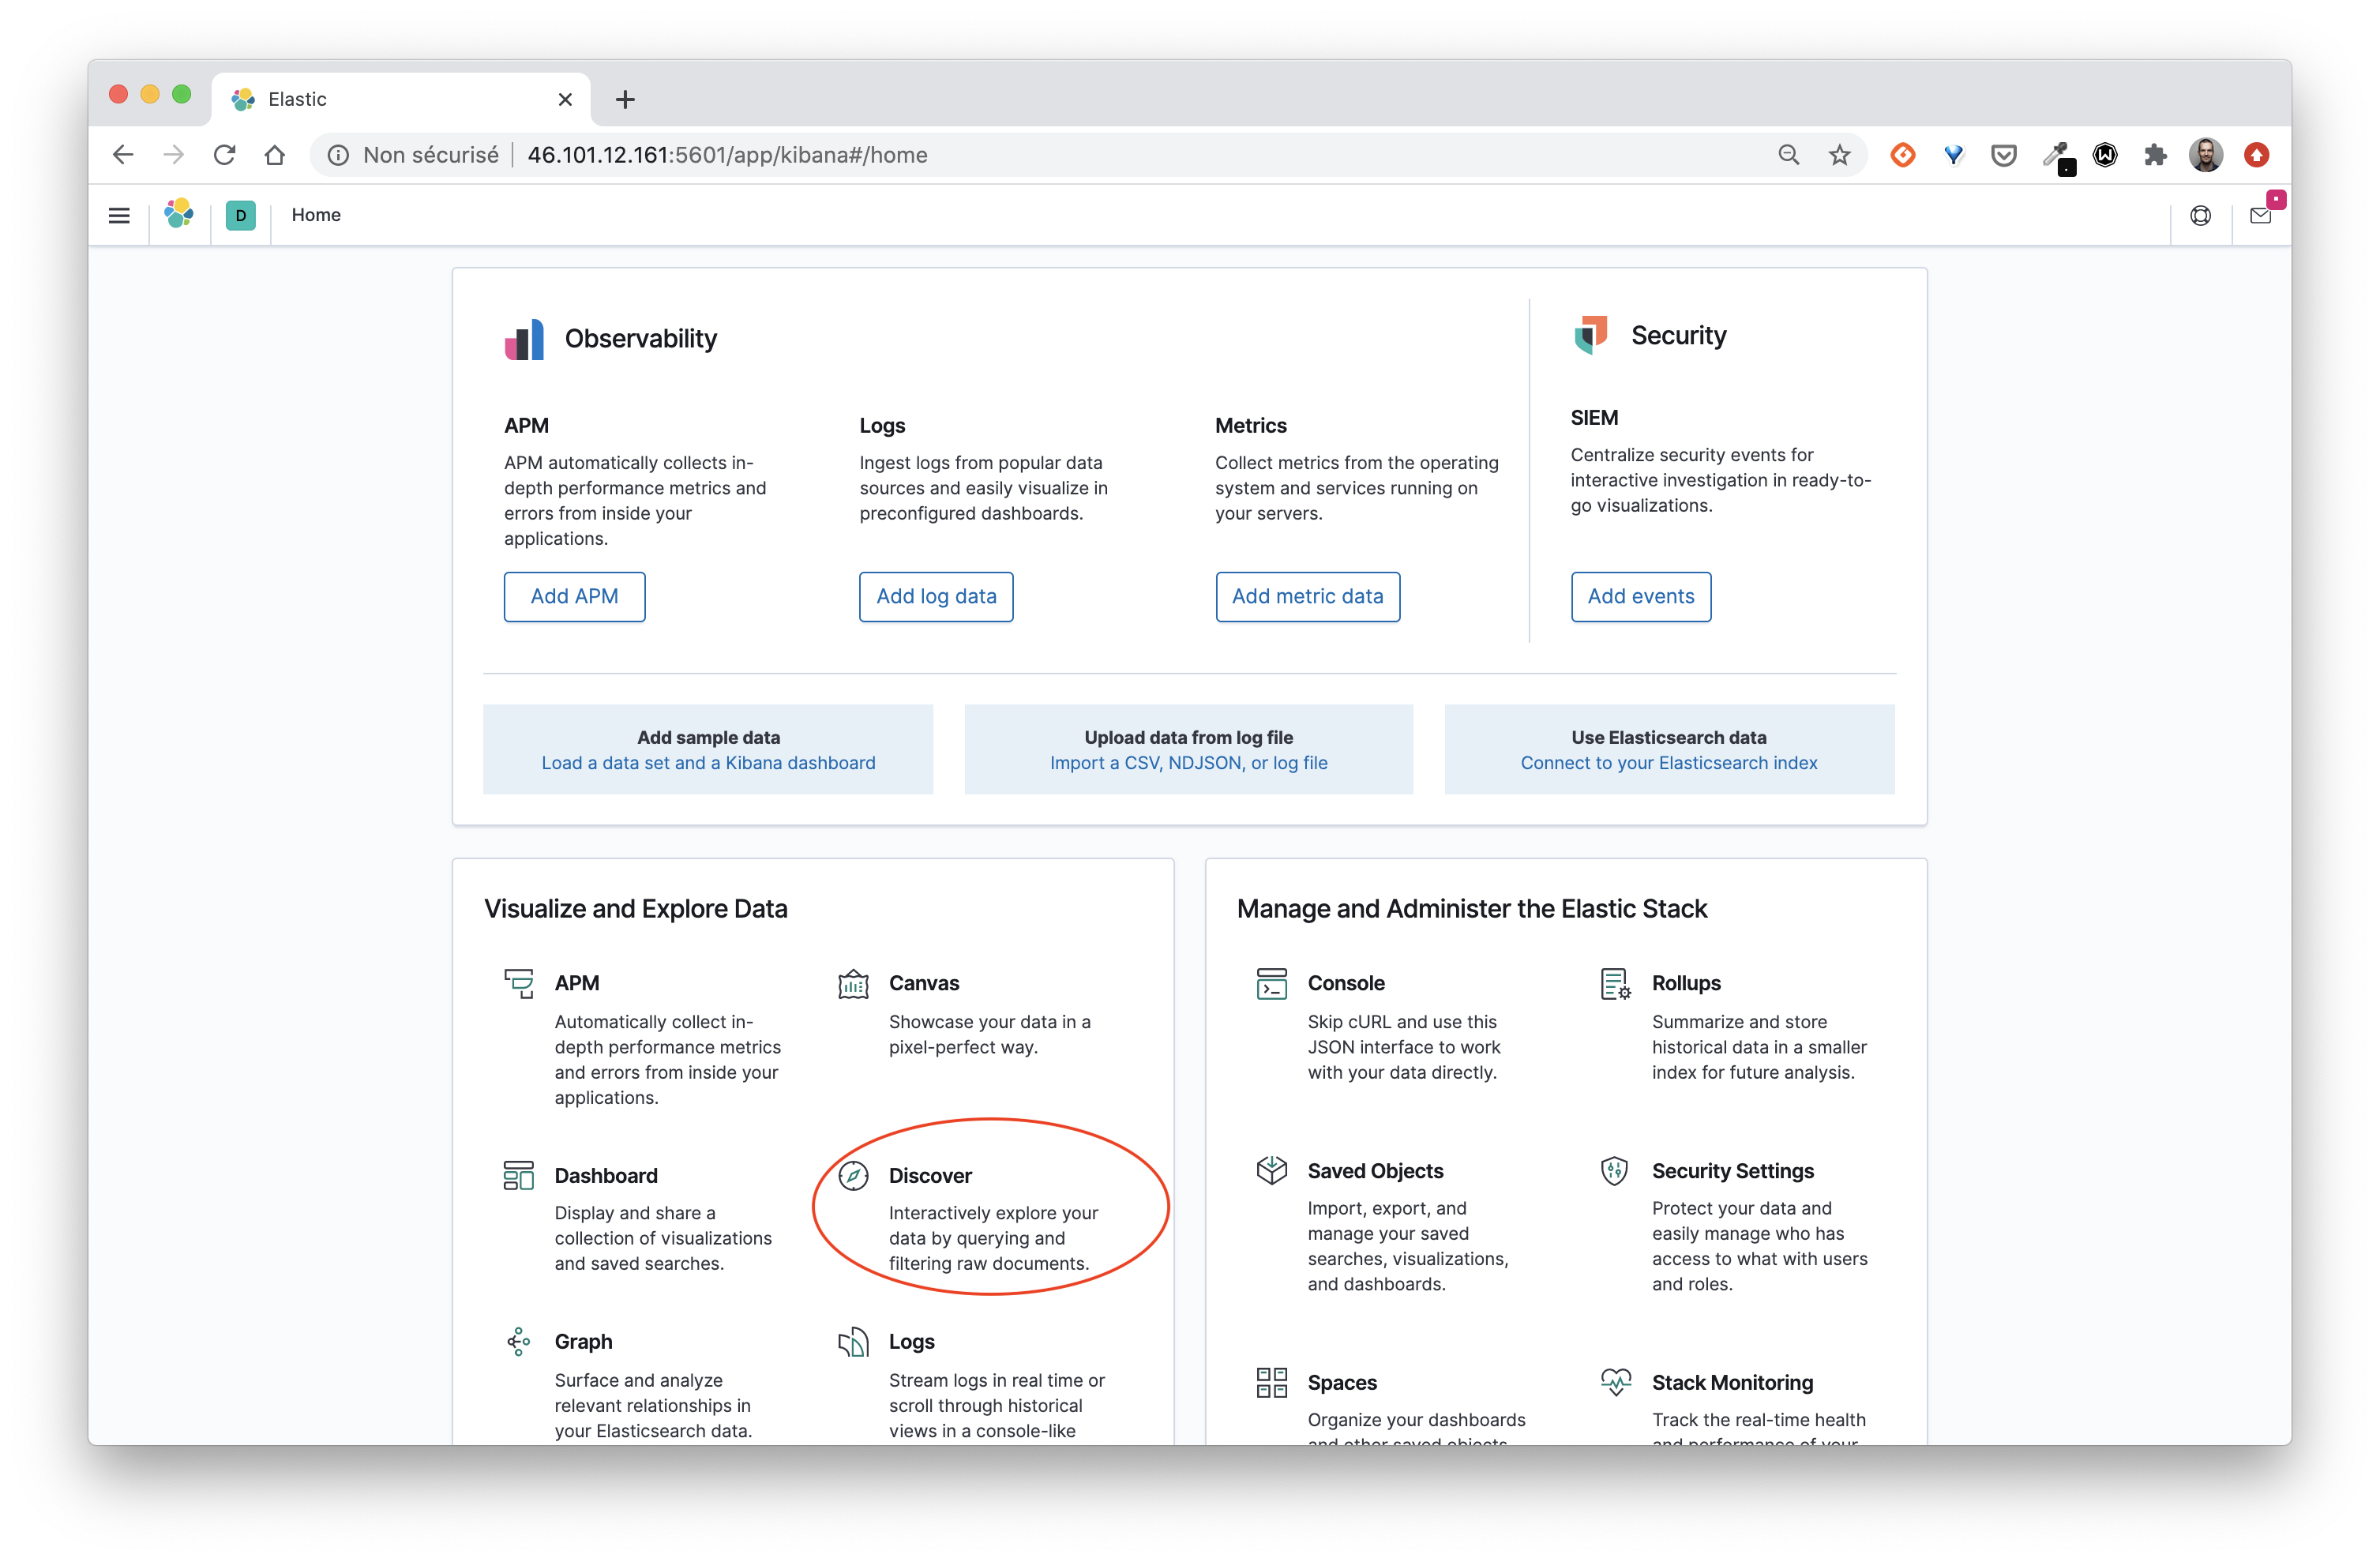 Elastic
Non sécurisé
46.101.12.161:5601/app/kibana#/home
D
Home
Observability
APM
APM automatically collects in-
depth performance metrics and
errors from inside your
applications.
Add APM
Logs
Ingest logs from popular data
sources and easily visualize in
preconfigured dashboards.
Add log data
Metrics
Collect metrics from the operating
system and services running on
your servers.
Add metric data
Security
SIEM
Centralize security events for
interactive investigation in ready-to-
go visualizations.
Add events
Add sample data
Load a data set and a Kibana dashboard
Upload data from log file
Import a CSV, NDJSON, or log file
Use Elasticsearch data
Connect to your Elasticsearch index
Visualize and Explore Data
APM
Automatically collect in-
depth performance metrics
and errors from inside your
applications.
Canvas
Showcase your data in a
pixel-perfect way.
Dashboard
Display and share a
collection of visualizations
and saved searches.
Discover
Interactively explore your
data by querying and
filtering raw documents.
Graph
Surface and analyze
relevant relationships in
your Elasticsearch data.
Logs
Stream logs in real time or
scroll through historical
views in a console-like
Manage and Administer the Elastic Stack
Console
Skip cURL and use this
JSON interface to work
with your data directly.
Rollups
Summarize and store
historical data in a smaller
index for future analysis.
Saved Objects
Import, export, and
manage your saved
searches, visualizations,
and dashboards.
Security Settings
Protect your data and
easily manage who has
access to what with users
and roles.
Spaces
Organize your dashboards
and other saved objects
Stack Monitoring
Track the real-time health
and performance of your